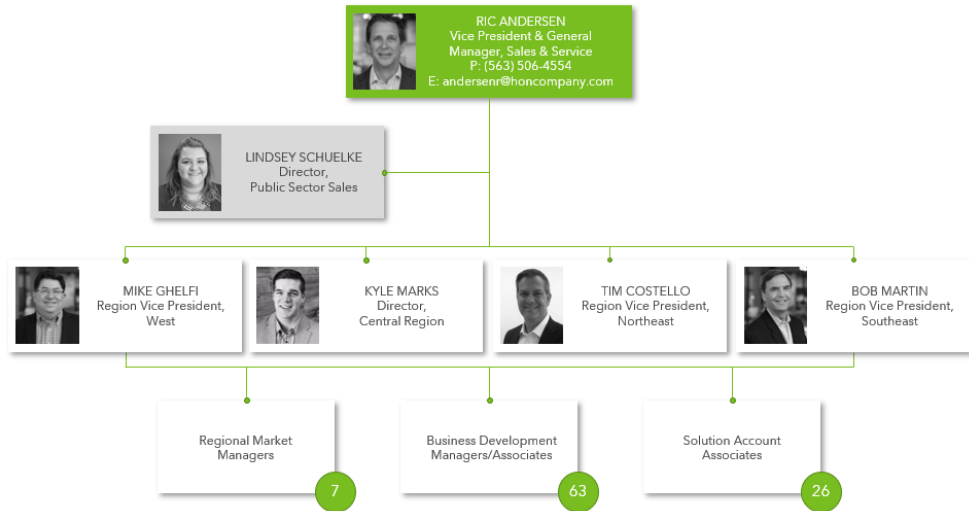 RIC ANDERSEN
Vice President & General
Manager, Sales & Service
P: (563) 506-4554
E: andersenr@honcompany.com
LINDSEY SCHUELKE
Director,
Public Sector Sales
MIKE GHELFI
Region Vice President,
West
KYLE MARKS
Director,
Central Region
TIM COSTELLO
Region Vice President,
Northeast
BOB MARTIN
Region Vice President,
Southeast
Regional Market
Managers
7
Business Development
Managers/Associates
63
Solution Account
Associates
26